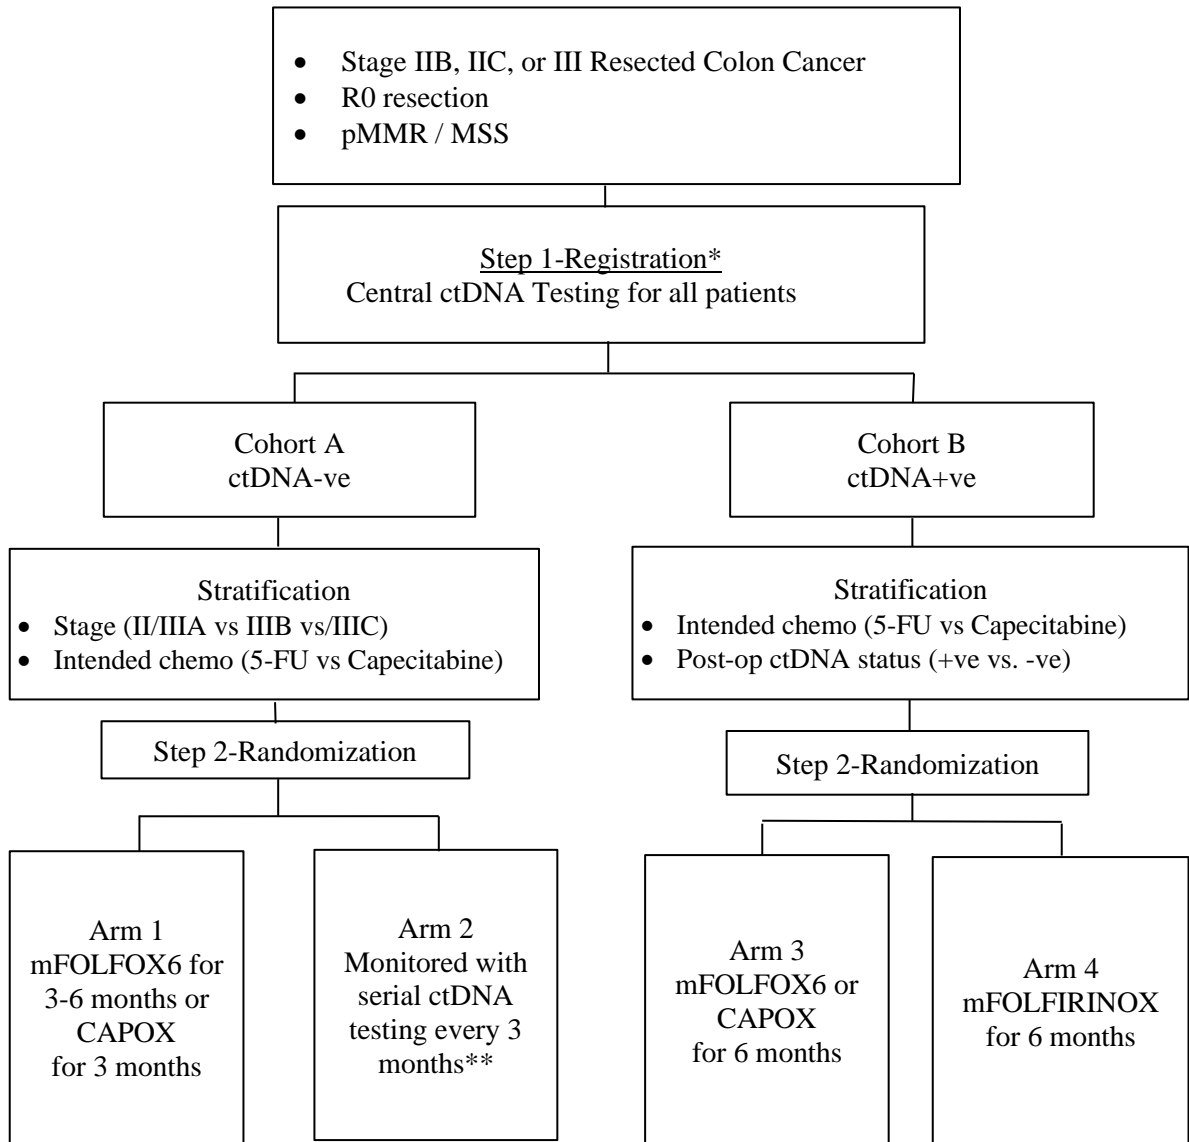 • Stage IIB, IIC, or III Resected Colon Cancer
• R0 resection
• pMMR / MSS
Step 1-Registration*
Central ctDNA Testing for all patients
Cohort A
ctDNA-ve
Cohort B
ctDNA+ve
Stratification
• Stage (II/IIIA vs IIIB vs/IIIC)
• Intended chemo (5-FU vs Capecitabine)
Stratification
• Intended chemo (5-FU vs Capecitabine)
• Post-op ctDNA status (+ve vs. -ve)
Step 2-Randomization
Step 2-Randomization
Arm 1
mFOLFOX6 for
3-6 months or
CAPOX
for 3 months
Arm 2
Monitored with
serial ctDNA
testing every 3
months**
Arm 3
mFOLFOX6 or
CAPOX
for 6 months
Arm 4
mFOLFIRINOX
for 6 months